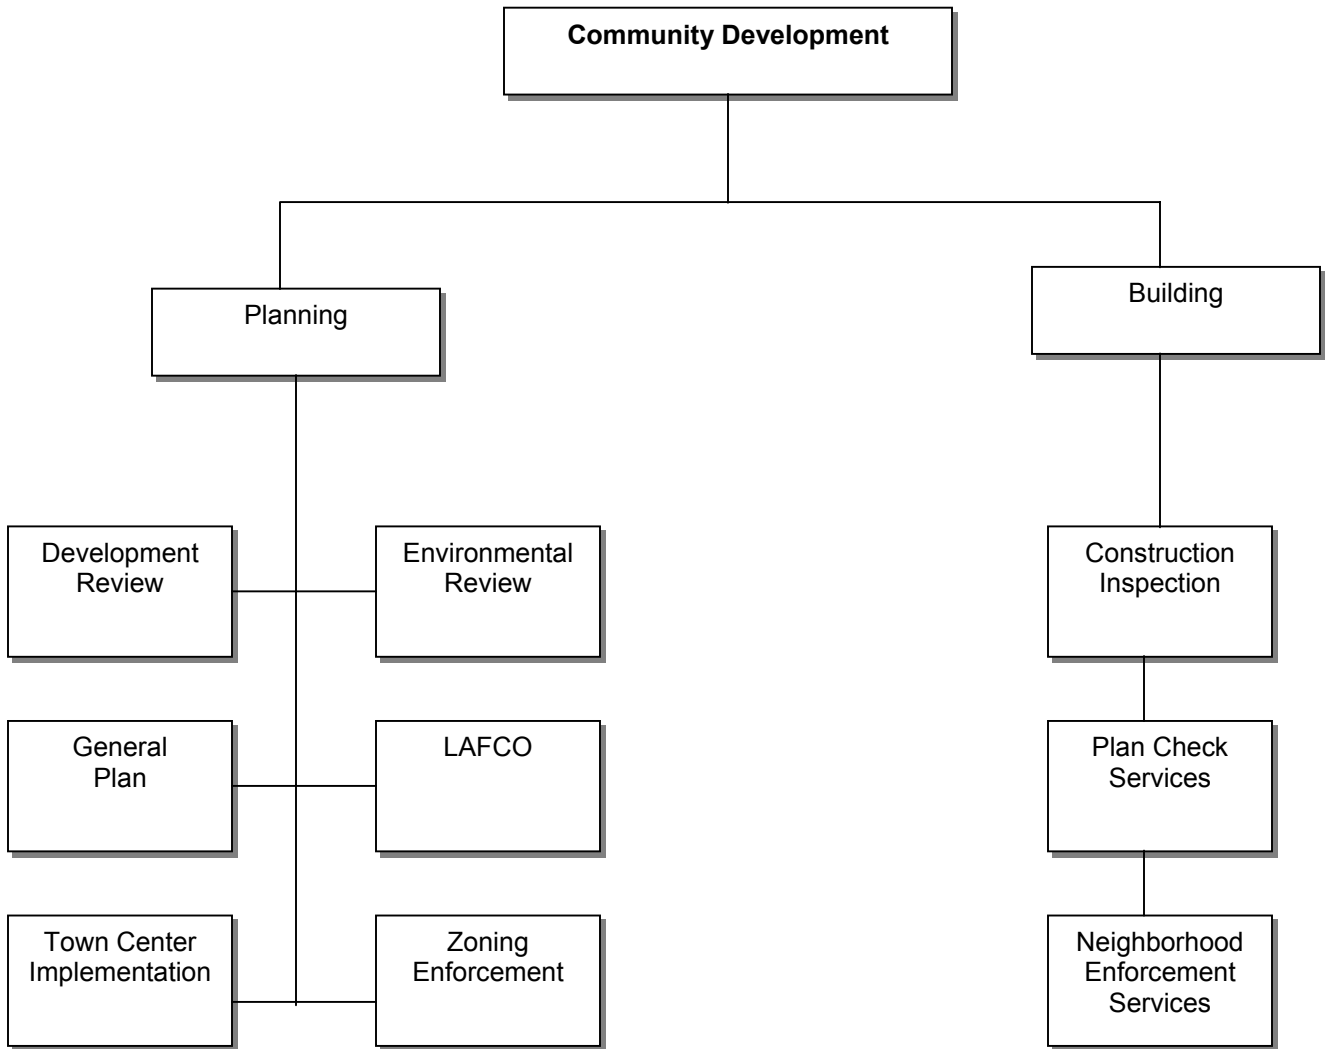 Community Development
Planning
Building
Development
Review
Environmental
Review
Construction
Inspection
General
Plan
LAFCO
Plan Check
Services
Town Center
Implementation
Zoning
Enforcement
Neighborhood
Enforcement
Services